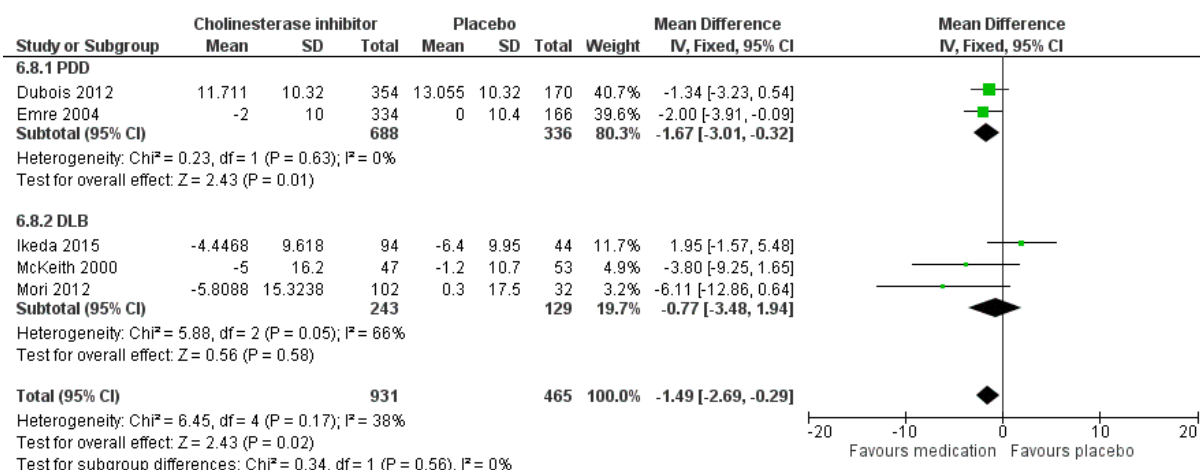 Cholinesterase inhibitor Placebo Mean Difference Mean Difference
Study or Subgroup Mean SD Total Mean SD Total Weight IV, Fixed, 95% CI IV, Fixed, 95% CI
6.8.1 PDD
Dubois 2012 11.711 10.32 354 13.055 10.32 170 40.7% -1.34 [-3.23, 0.54]
Emre 2004 -2 10 334 0 10.4 166 39.6% -2.00 [-3.91, -0.09]
Subtotal (95% CI) 688 336 80.3% -1.67 [-3.01, -0.32]
Heterogeneity: Chi² = 0.23, df = 1 (P = 0.63); I² = 0%
Test for overall effect: Z = 2.43 (P = 0.01)
6.8.2 DLB
Ikeda 2015 -4.4468 9.618 94 -6.4 9.95 44 11.7% 1.95 [-1.57, 5.48]
McKeith 2000 -5 16.2 47 -1.2 10.7 53 4.9% -3.80 [-9.25, 1.65]
Mori 2012 -5.8088 15.3238 102 0.3 17.5 32 3.2% -6.11 [-12.86, 0.64]
Subtotal (95% CI) 243 129 19.7% -0.77 [-3.48, 1.94]
Heterogeneity: Chi² = 5.88, df = 2 (P = 0.05); I² = 66%
Test for overall effect: Z = 0.56 (P = 0.58)
Total (95% CI) 931 465 100.0% -1.49 [-2.69, -0.29]
Heterogeneity: Chi² = 6.45, df = 4 (P = 0.17); I² = 38%
Test for overall effect: Z = 2.43 (P = 0.02)
Test for subgroup differences: Chi² = 0.34, df = 1 (P = 0.56), I² = 0%
-20 -10 0 10 20
Favours medication Favours placebo